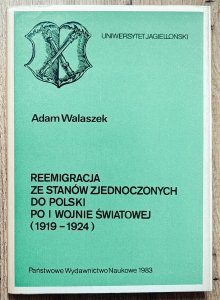 UNIWERSYTET JAGIELLOŃSKI
Adam Walaszek
REEMIGRACJA
ZE STANÓW ZJEDNOCZONYCH
DO POLSKI
PO I WOJNIE ŚWIATOWEJ
(1919–1924)
Państwowe Wydawnictwo Naukowe 1983